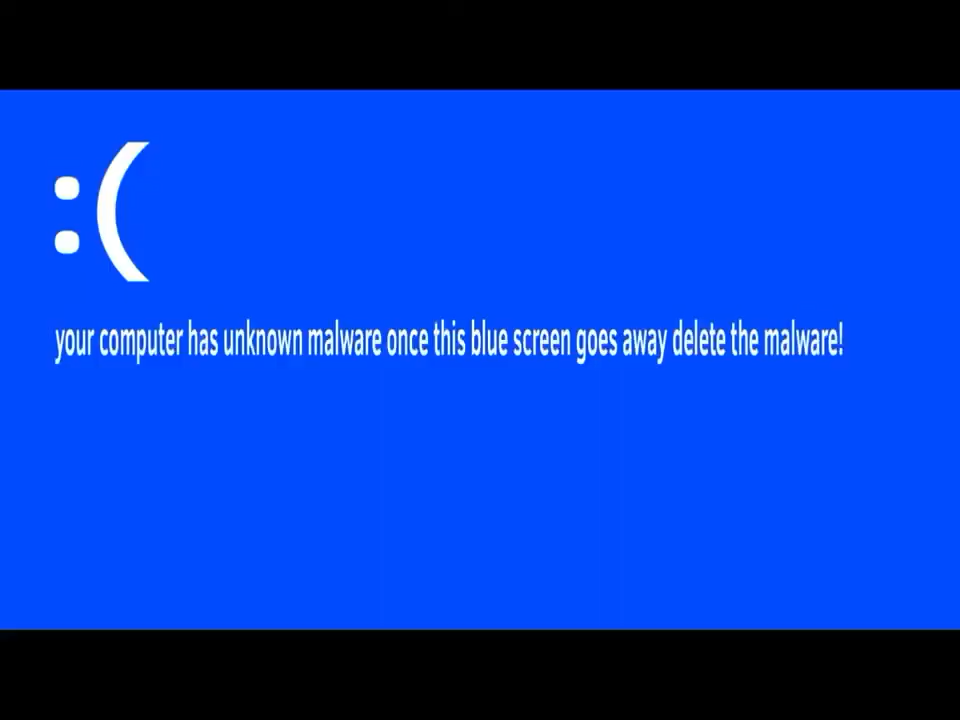 :(
your computer has unknown malware once this blue screen goes away delete the malware!